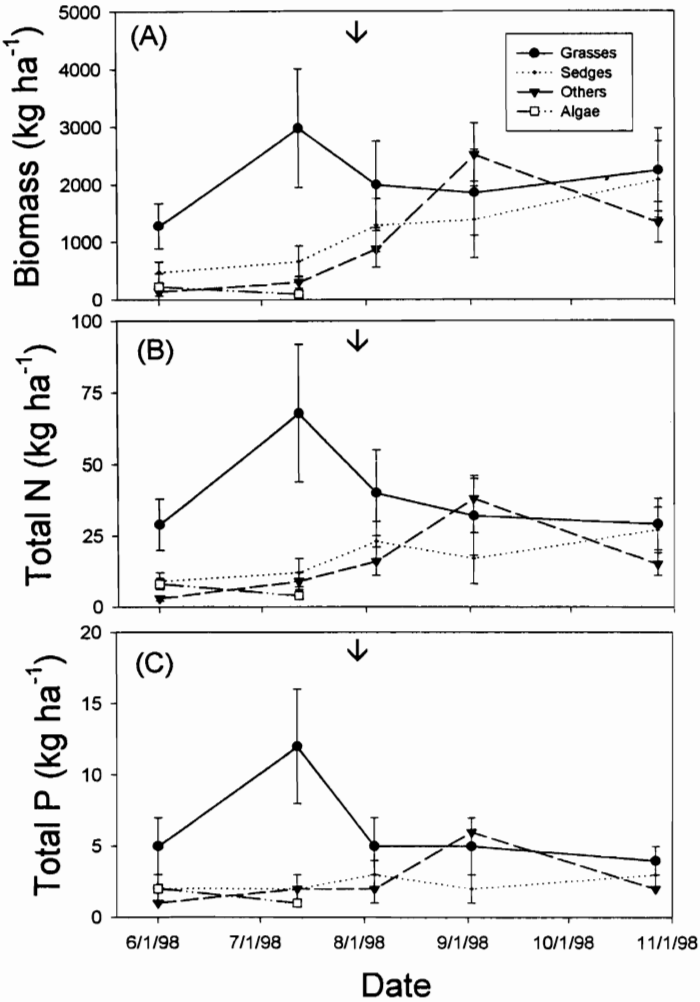 (A)
Biomass (kg ha⁻¹)
5000
4000
3000
2000
1000
0
Grasses
Sedges
Others
Algae
(B)
Total N (kg ha⁻¹)
100
75
50
25
0
(C)
Total P (kg ha⁻¹)
20
15
10
5
0
6/1/98 7/1/98 8/1/98 9/1/98 10/1/98 11/1/98
Date